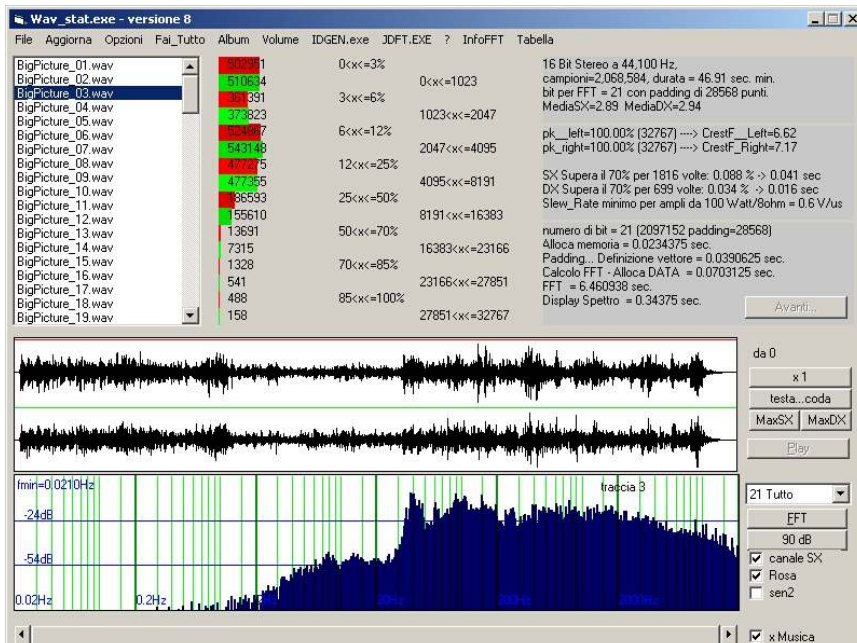 Wav_stat.exe - versione 8
File Aggiorna Opzioni Fai_Tutto Album Volume IDGEN.exe JDFT.EXE ? InfoFFT Tabella
BigPicture_01.wav
BigPicture_02.wav
BigPicture_03.wav
BigPicture_04.wav
BigPicture_05.wav
BigPicture_06.wav
BigPicture_07.wav
BigPicture_08.wav
BigPicture_09.wav
BigPicture_10.wav
BigPicture_11.wav
BigPicture_12.wav
BigPicture_13.wav
BigPicture_14.wav
BigPicture_15.wav
BigPicture_16.wav
BigPicture_17.wav
BigPicture_18.wav
BigPicture_19.wav
502951 0<x<=3%
510634 0<x<=1023
361391 3<x<=6%
373823 1023<x<=2047
524867 6<x<=12%
543148 2047<x<=4095
477275 12<x<=25%
477355 4095<x<=8191
186593 25<x<=50%
155610 8191<x<=16383
13691 50<x<=70%
7315 16383<x<=23166
1328 70<x<=85%
541 23166<x<=27851
488 85<x<=100%
158 27851<x<=32767
16 Bit Stereo a 44,100 Hz,
campioni=2,068,584, durata = 46.91 sec. min.
bit per FFT = 21 con padding di 28568 punti.
MediaSX=2.89 MediaDX=2.94
pk__left=100.00% (32767) ----> CrestF__Left=6.62
pk_right=100.00% (32767) ----> CrestF_Right=7.17
SX Supera il 70% per 1816 volte: 0.088 % -> 0.041 sec
DX Supera il 70% per 699 volte: 0.034 % -> 0.016 sec
Slew_Rate minimo per ampli da 100 Watt/8ohm = 0.6 V/us
numero di bit = 21 (2097152 padding=28568)
Alloca memoria = 0.0234375 sec.
Padding... Definizione vettore = 0.0390625 sec.
Calcolo FFT - Alloca DATA = 0.0703125 sec.
FFT = 6.460938 sec.
Display Spettro = 0.34375 sec.
Avanti...
da 0
x 1
testa...coda
MaxSX MaxDX
Play
fmin=0.0210Hz
traccia 3
-24dB
-54dB
0.02Hz 0.2Hz 20Hz 200Hz 2000Hz
21 Tutto
FFT
90 dB
canale SX
Rosa
sen2
x Musica